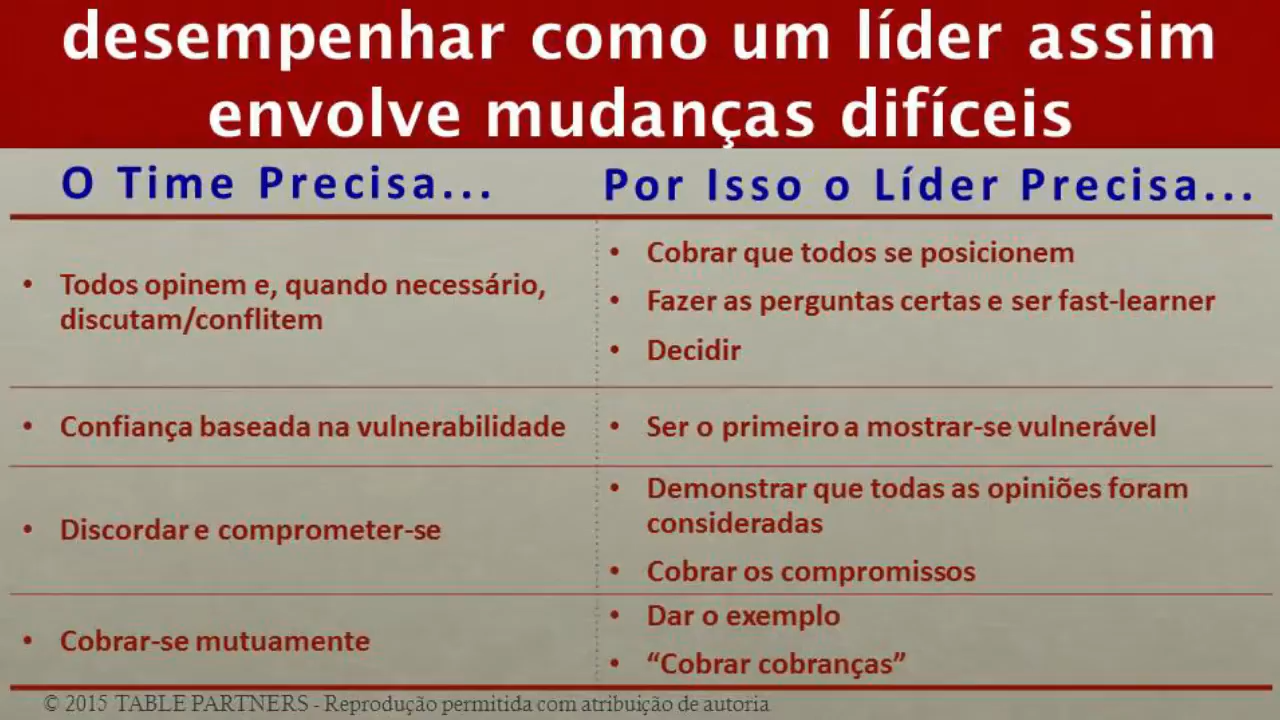 desempenhar como um líder assim
envolve mudanças difíceis
O Time Precisa...
Por Isso o Líder Precisa...
• Todos opinem e, quando necessário,
discutam/conflitem
• Cobrar que todos se posicionem
• Fazer as perguntas certas e ser fast-learner
• Decidir
• Confiança baseada na vulnerabilidade
• Ser o primeiro a mostrar-se vulnerável
• Discordar e comprometer-se
• Demonstrar que todas as opiniões foram
consideradas
• Cobrar os compromissos
• Cobrar-se mutuamente
• Dar o exemplo
• “Cobrar cobranças”
© 2015 TABLE PARTNERS - Reprodução permitida com atribuição de autoria